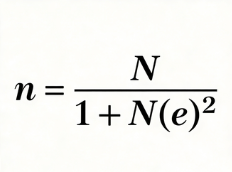 n = N / 1 + N(e)²